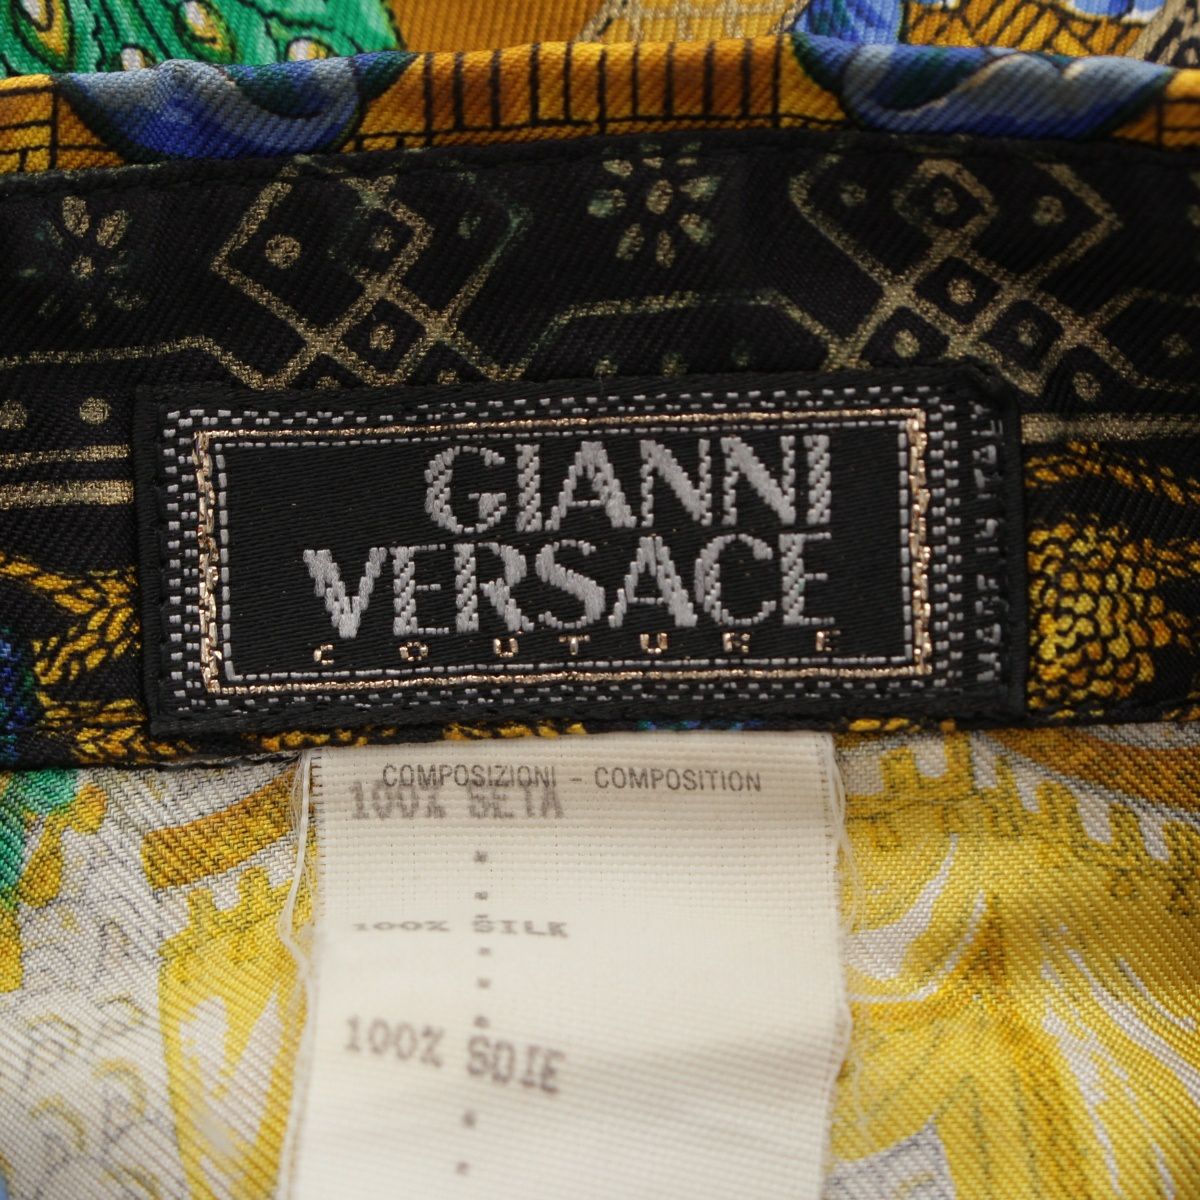 GIANNI
VERSACE
COUTURE
MADE IN ITALY
COMPOSIZIONI - COMPOSITION
100% SETA
100% SILK
100% SOIE